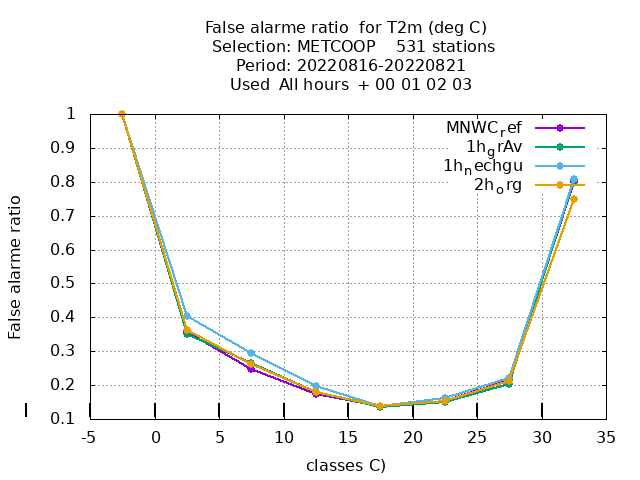 False alarme ratio  for T2m (deg C)
Selection: METCOOP    531 stations
Period: 20220816-20220821
Used  All hours  + 00 01 02 03
MNWC_ref
1h_grAv
1h_nechgu
2h_org
False alarme ratio
1
0.9
0.8
0.7
0.6
0.5
0.4
0.3
0.2
0.1
-5 0 5 10 15 20 25 30 35
classes C)